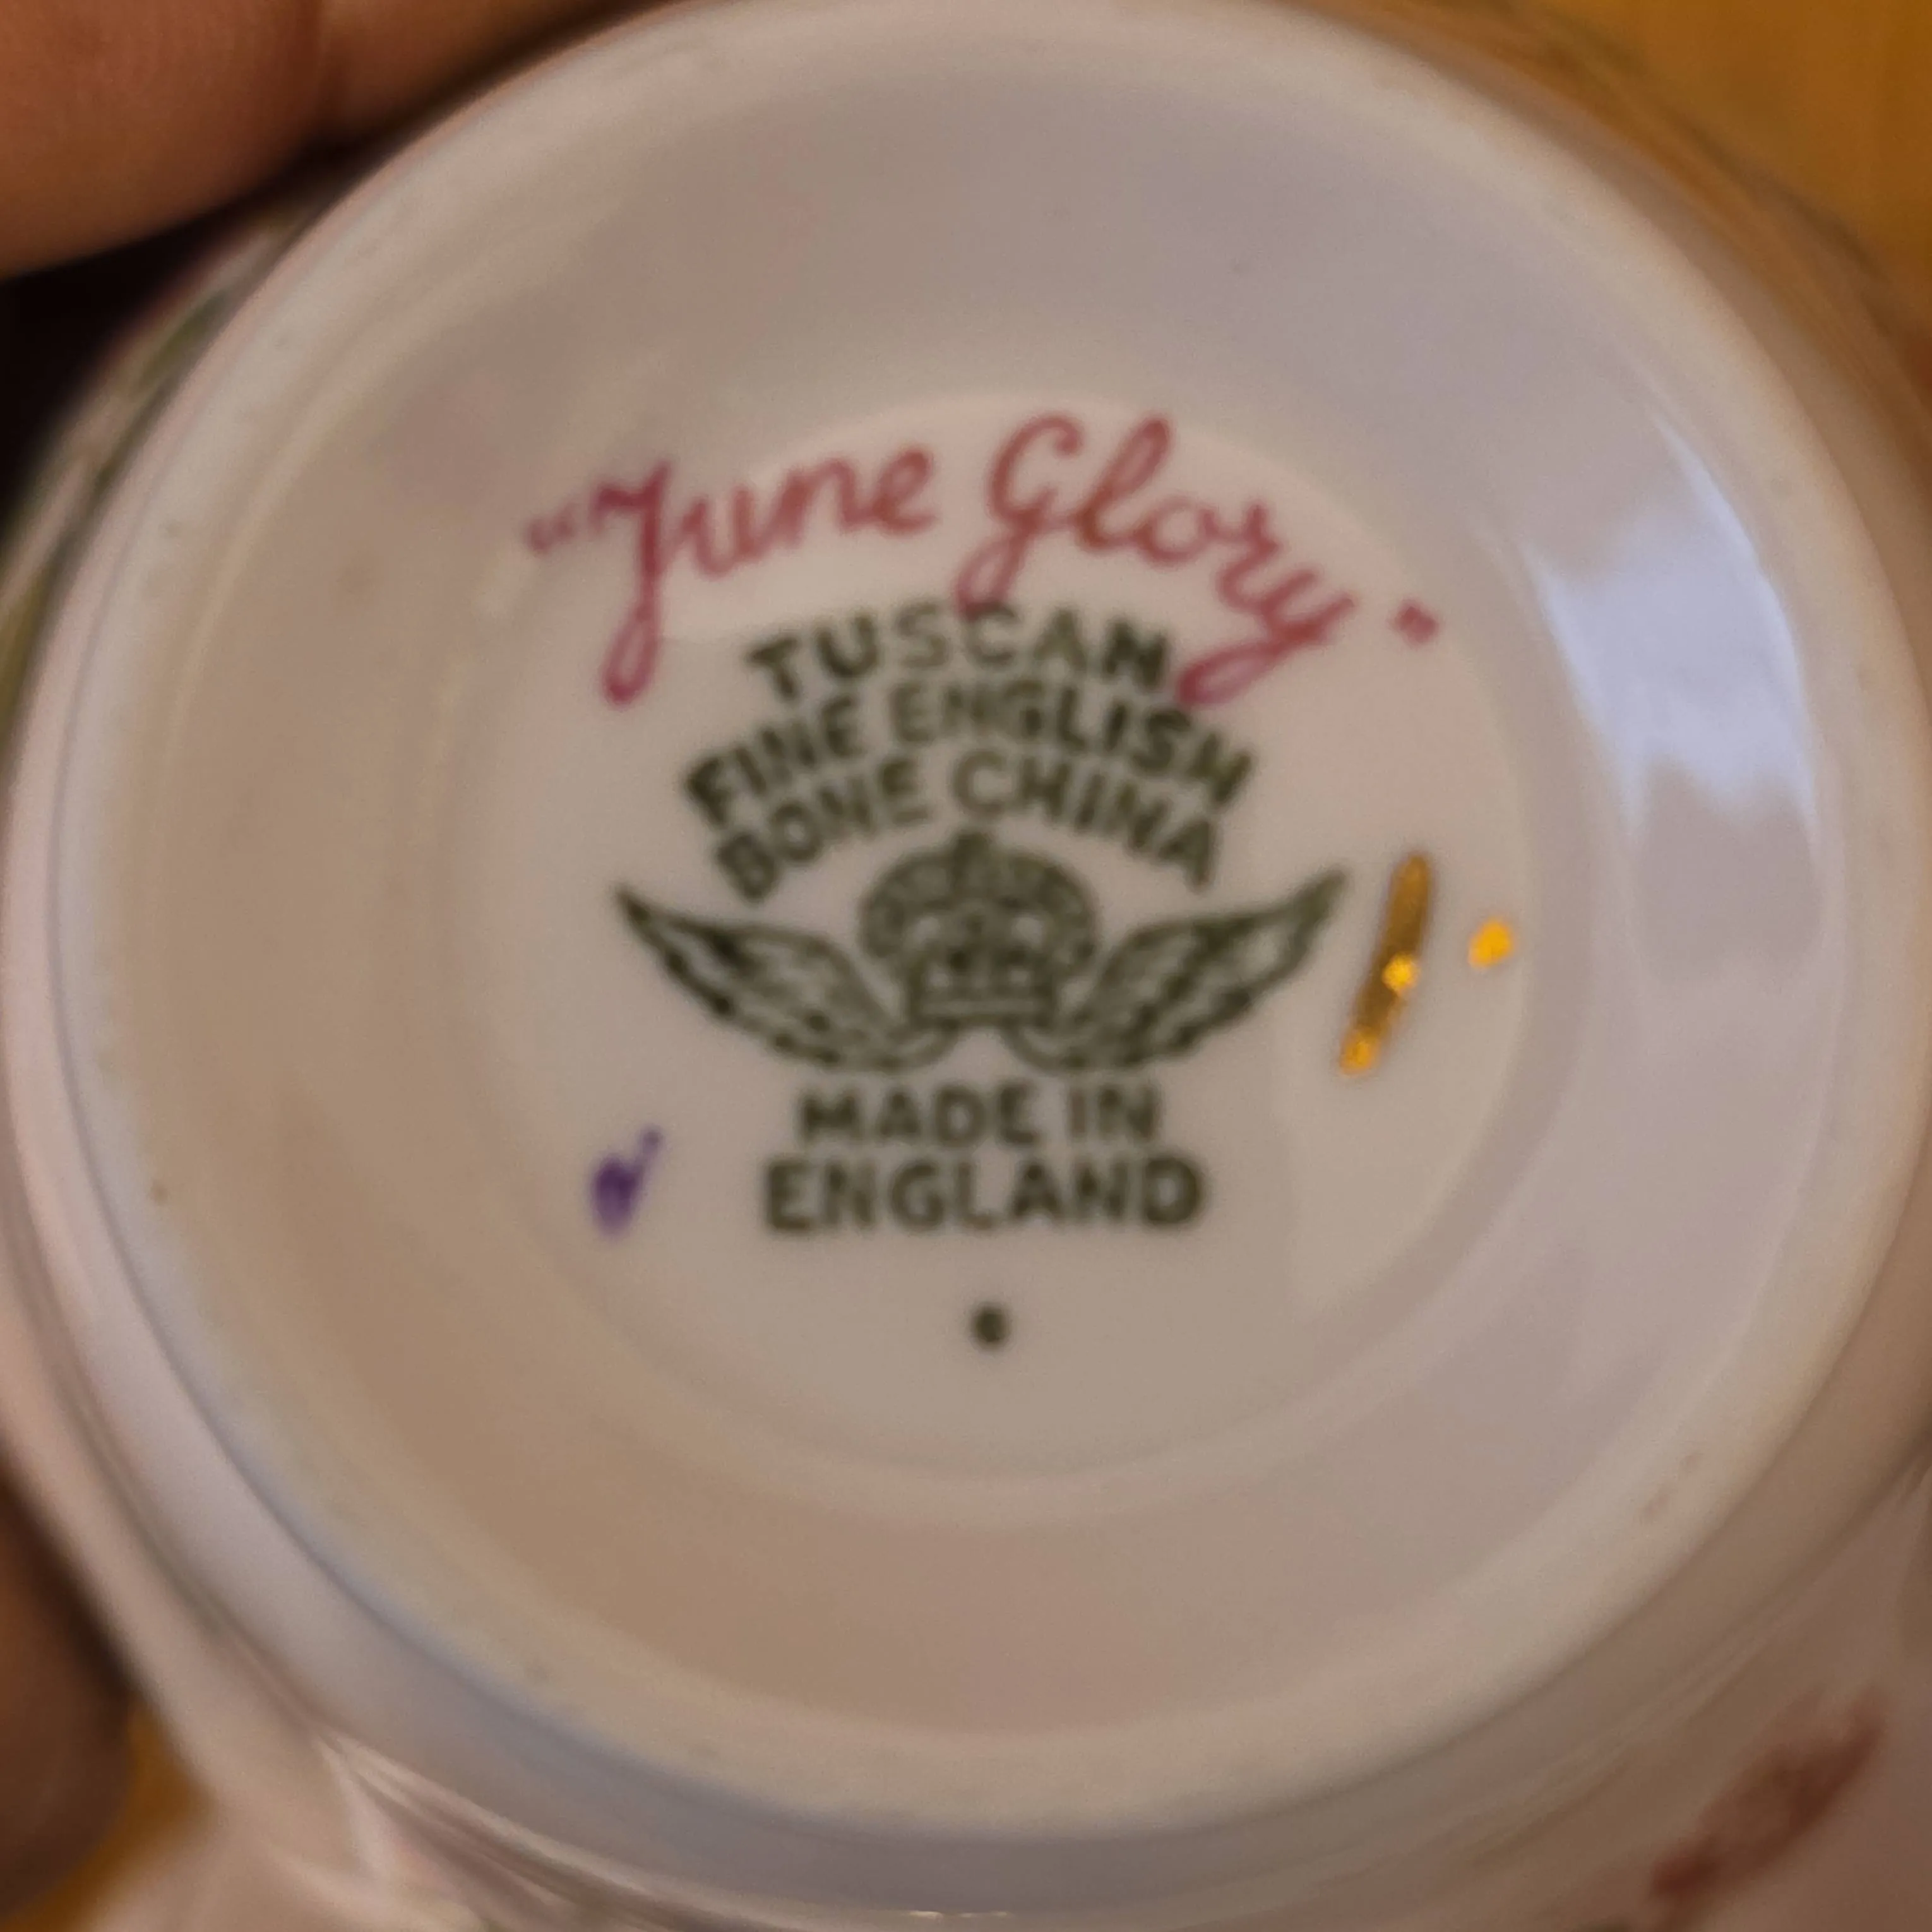 "June Glory"
TUSCAN
FINE ENGLISH
BONE CHINA
MADE IN
ENGLAND